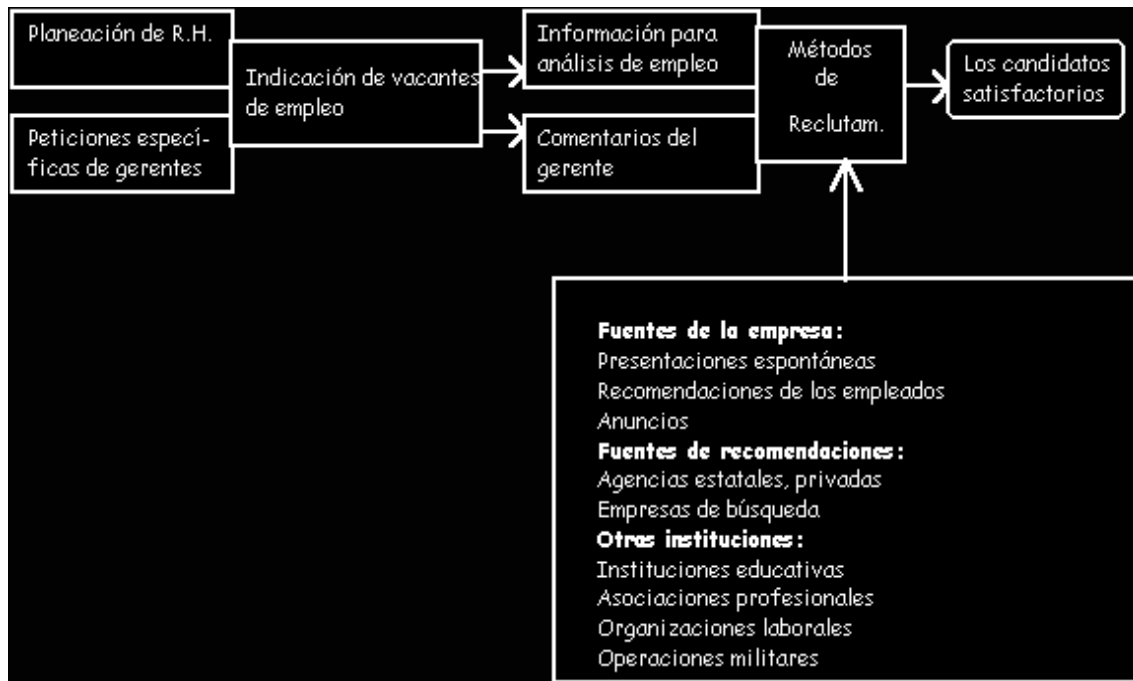 Planeación de R.H.
Peticiones especí-
ficas de gerentes
Indicación de vacantes
de empleo
Información para
análisis de empleo
Comentarios del
gerente
Métodos
de
Reclutam.
Los candidatos
satisfactorios
Fuentes de la empresa:
Presentaciones espontáneas
Recomendaciones de los empleados
Anuncios
Fuentes de recomendaciones:
Agencias estatales, privadas
Empresas de búsqueda
Otras instituciones:
Instituciones educativas
Asociaciones profesionales
Organizaciones laborales
Operaciones militares